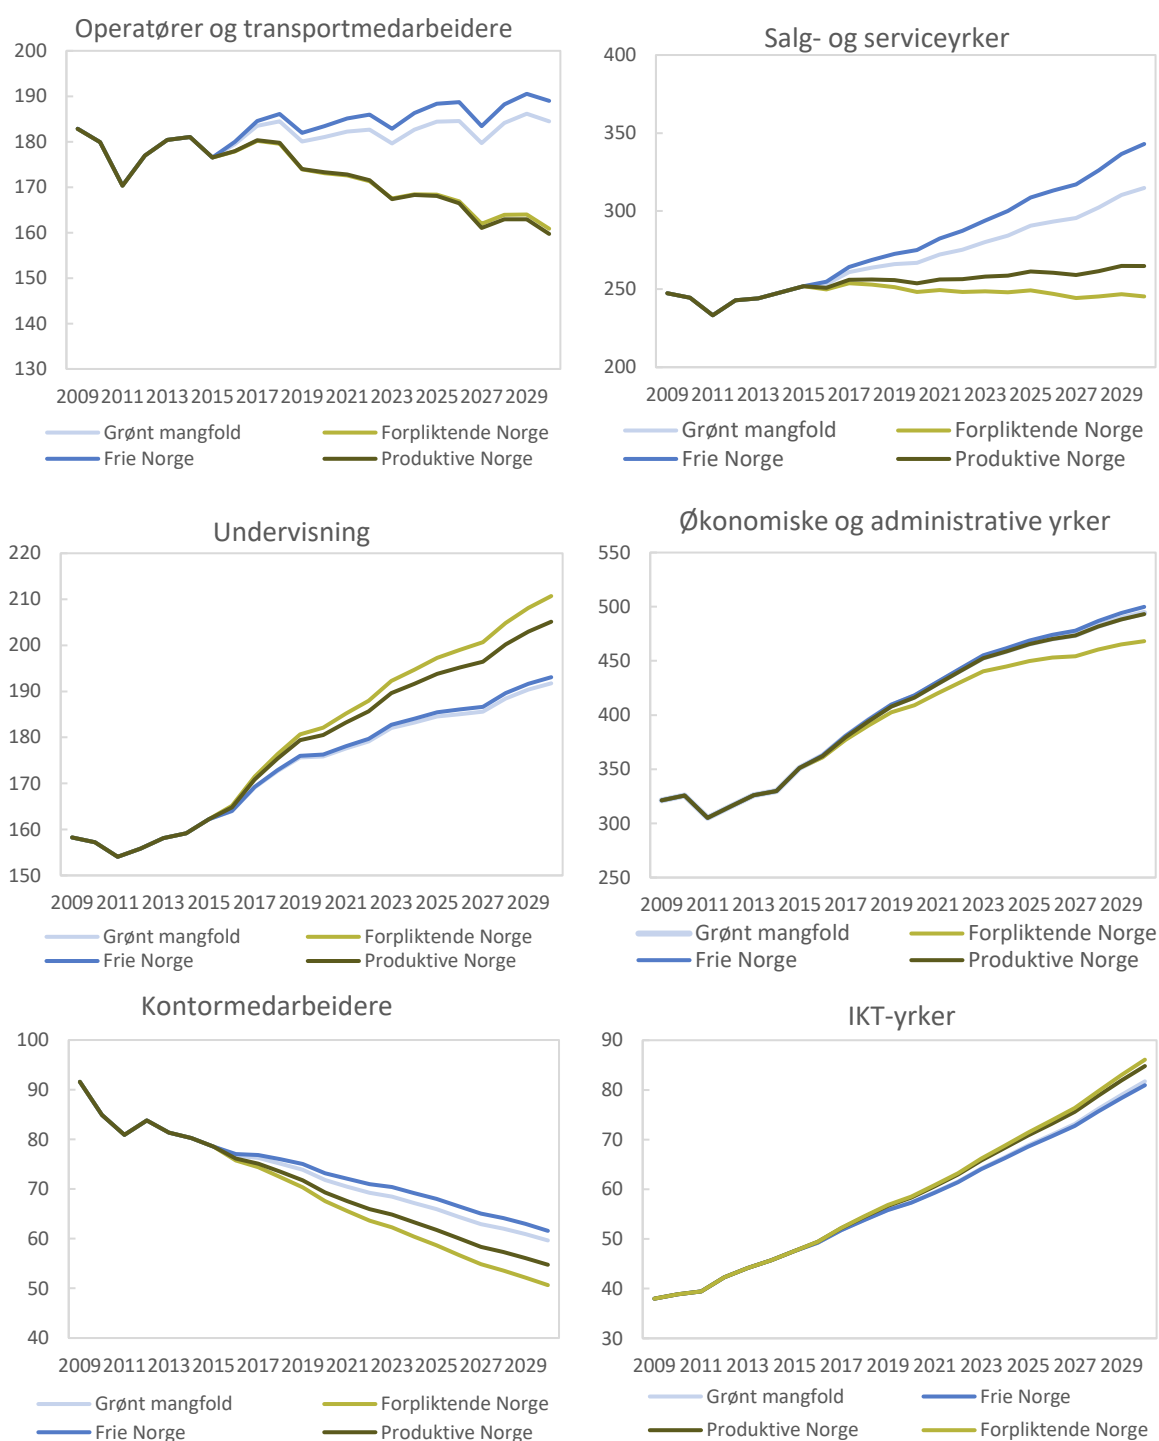 Operatører og transportmedarbeidere
200
190
180
170
160
150
140
130
2009 2011 2013 2015 2017 2019 2021 2023 2025 2027 2029
Grønt mangfold Forpliktende Norge
Frie Norge Produktive Norge
Salg- og serviceyrker
400
350
300
250
200
2009 2011 2013 2015 2017 2019 2021 2023 2025 2027 2029
Grønt mangfold Forpliktende Norge
Frie Norge Produktive Norge
Undervisning
220
210
200
190
180
170
160
150
2009 2011 2013 2015 2017 2019 2021 2023 2025 2027 2029
Grønt mangfold Forpliktende Norge
Frie Norge Produktive Norge
Økonomiske og administrative yrker
550
500
450
400
350
300
250
2009 2011 2013 2015 2017 2019 2021 2023 2025 2027 2029
Grønt mangfold Forpliktende Norge
Frie Norge Produktive Norge
Kontormedarbeidere
100
90
80
70
60
50
40
2009 2011 2013 2015 2017 2019 2021 2023 2025 2027 2029
Grønt mangfold Forpliktende Norge
Frie Norge Produktive Norge
IKT-yrker
90
80
70
60
50
40
30
2009 2011 2013 2015 2017 2019 2021 2023 2025 2027 2029
Grønt mangfold Frie Norge
Produktive Norge Forpliktende Norge